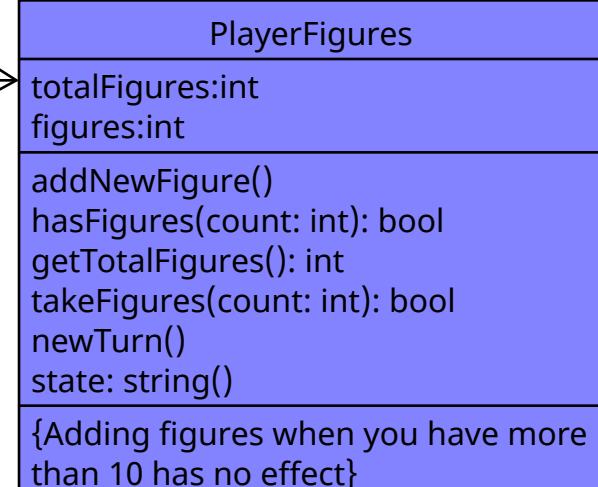 PlayerFigures
totalFigures:int
figures:int
addNewFigure()
hasFigures(count: int): bool
getTotalFigures(): int
takeFigures(count: int): bool
newTurn()
state: string()
{Adding figures when you have more
than 10 has no effect}